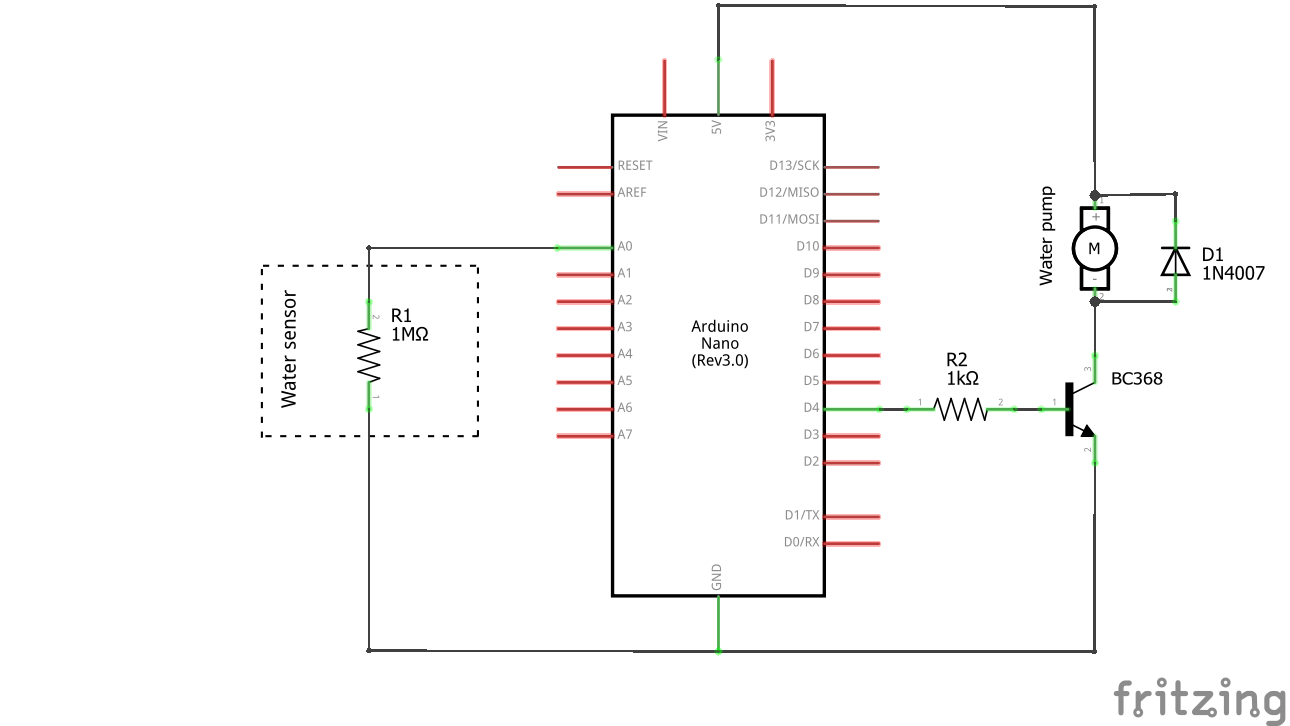 VIN
5V
3V3
RESET
AREF
A0
A1
A2
A3
A4
A5
A6
A7
D13/SCK
D12/MISO
D11/MOSI
D10
D9
D8
D7
D6
D5
D4
D3
D2
D1/TX
D0/RX
GND
Arduino
Nano
(Rev3.0)
Water sensor
2
R1
1MΩ
1
R2
1kΩ
1
2
Water pump
1
+
M
-
2
D1
1N4007
3
BC368
1
2
fritzing